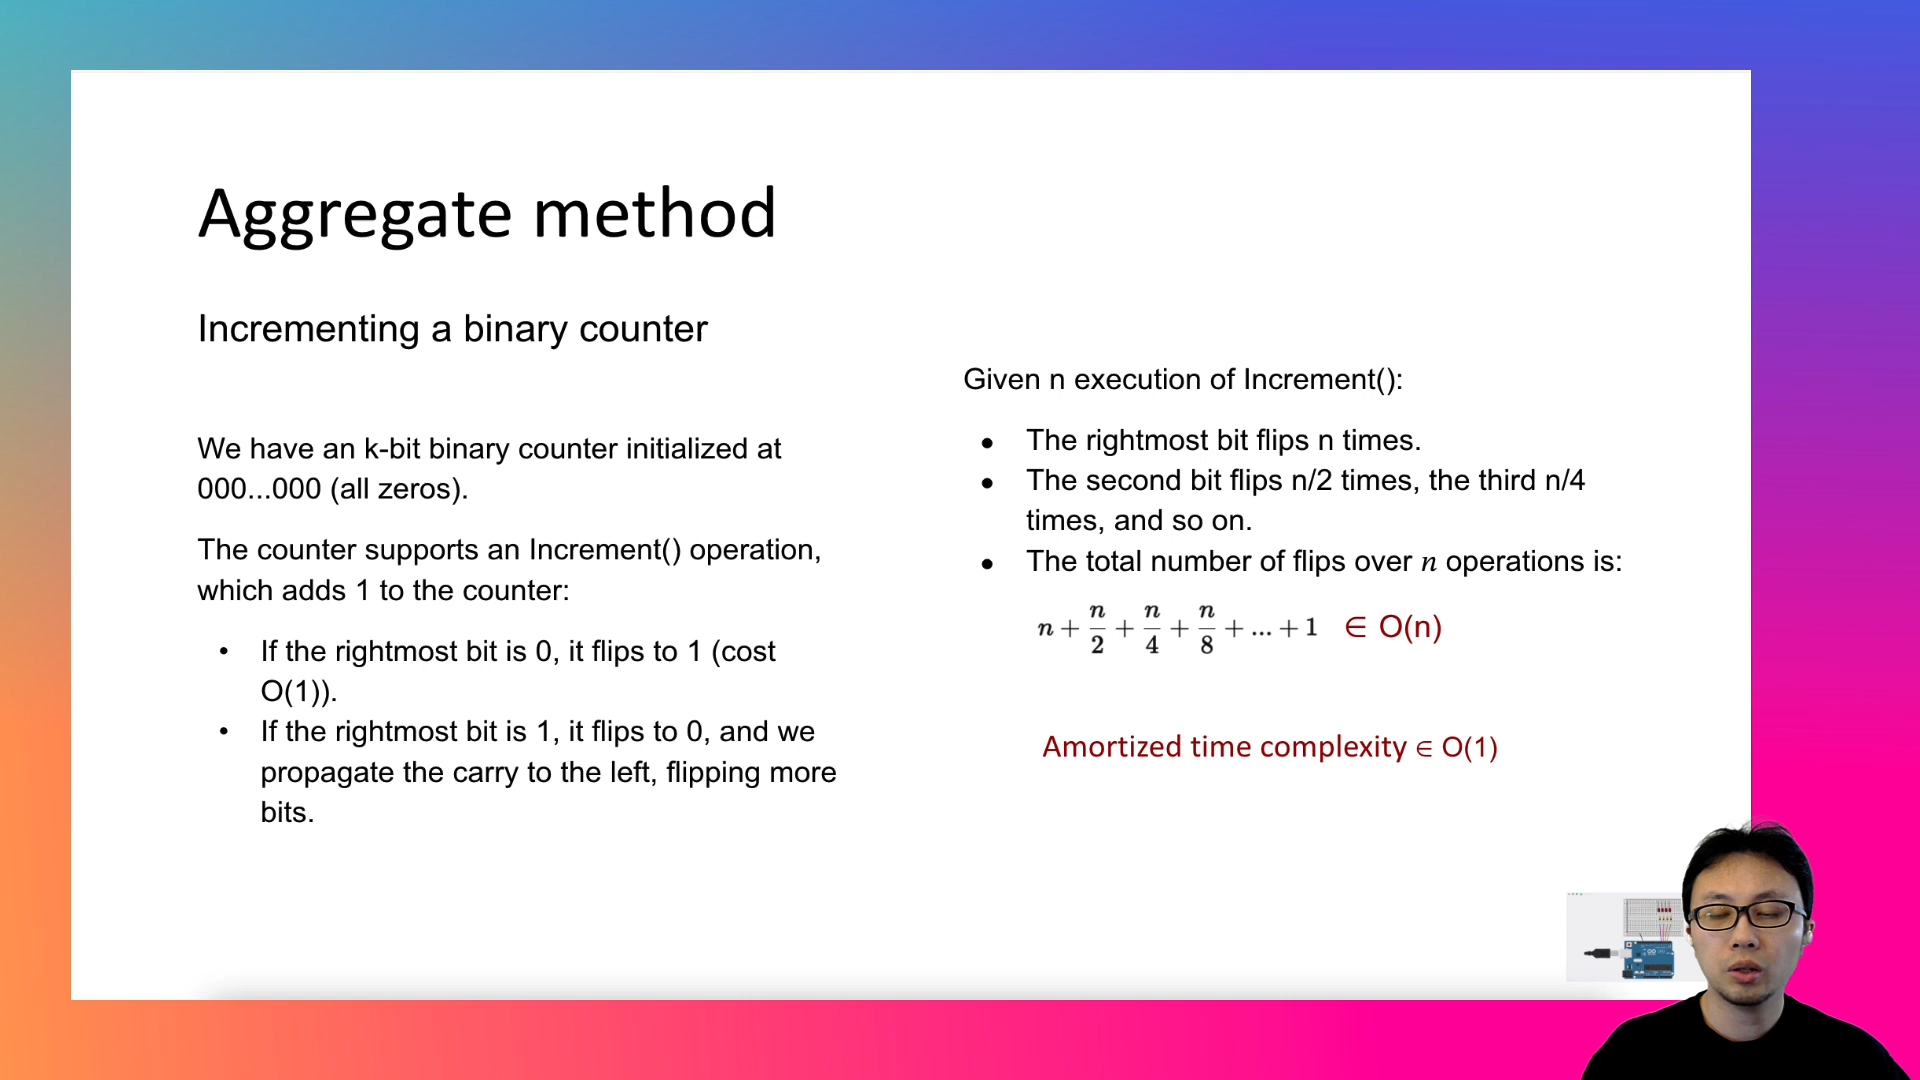 Aggregate method
Incrementing a binary counter
We have an k-bit binary counter initialized at
000...000 (all zeros).
The counter supports an Increment() operation,
which adds 1 to the counter:
• If the rightmost bit is 0, it flips to 1 (cost
O(1)).
• If the rightmost bit is 1, it flips to 0, and we
propagate the carry to the left, flipping more
bits.
Given n execution of Increment():
● The rightmost bit flips n times.
● The second bit flips n/2 times, the third n/4
times, and so on.
● The total number of flips over n operations is:
n + n/2 + n/4 + n/8 + ... + 1 ∈ O(n)
Amortized time complexity ∈ O(1)